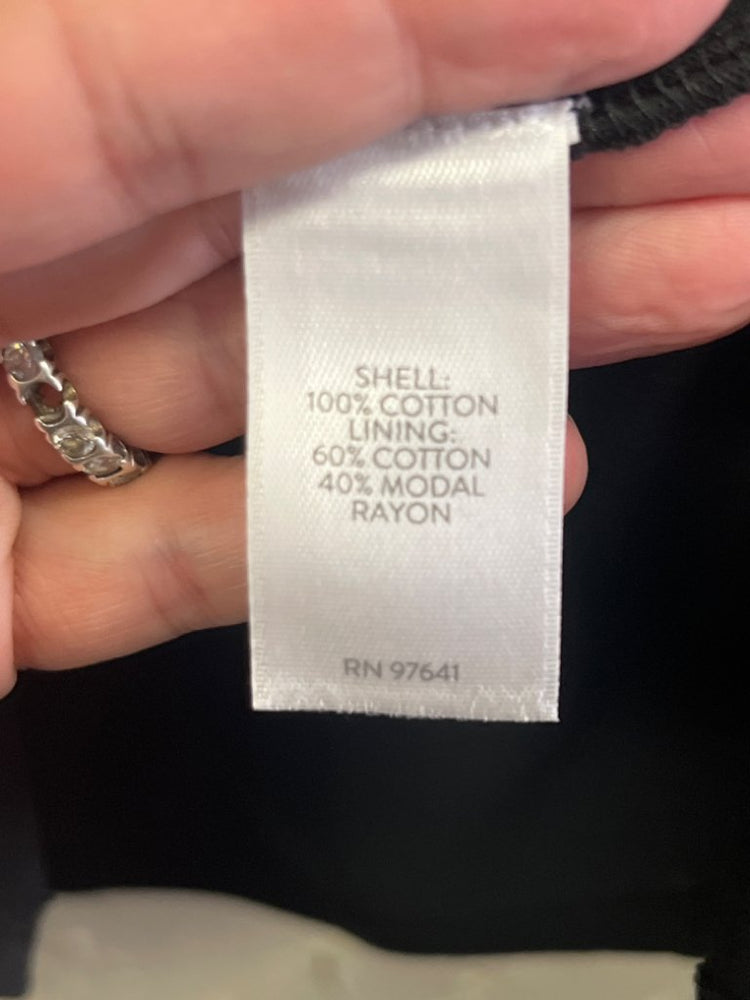 SHELL:
100% COTTON
LINING:
60% COTTON
40% MODAL
RAYON
RN 97641